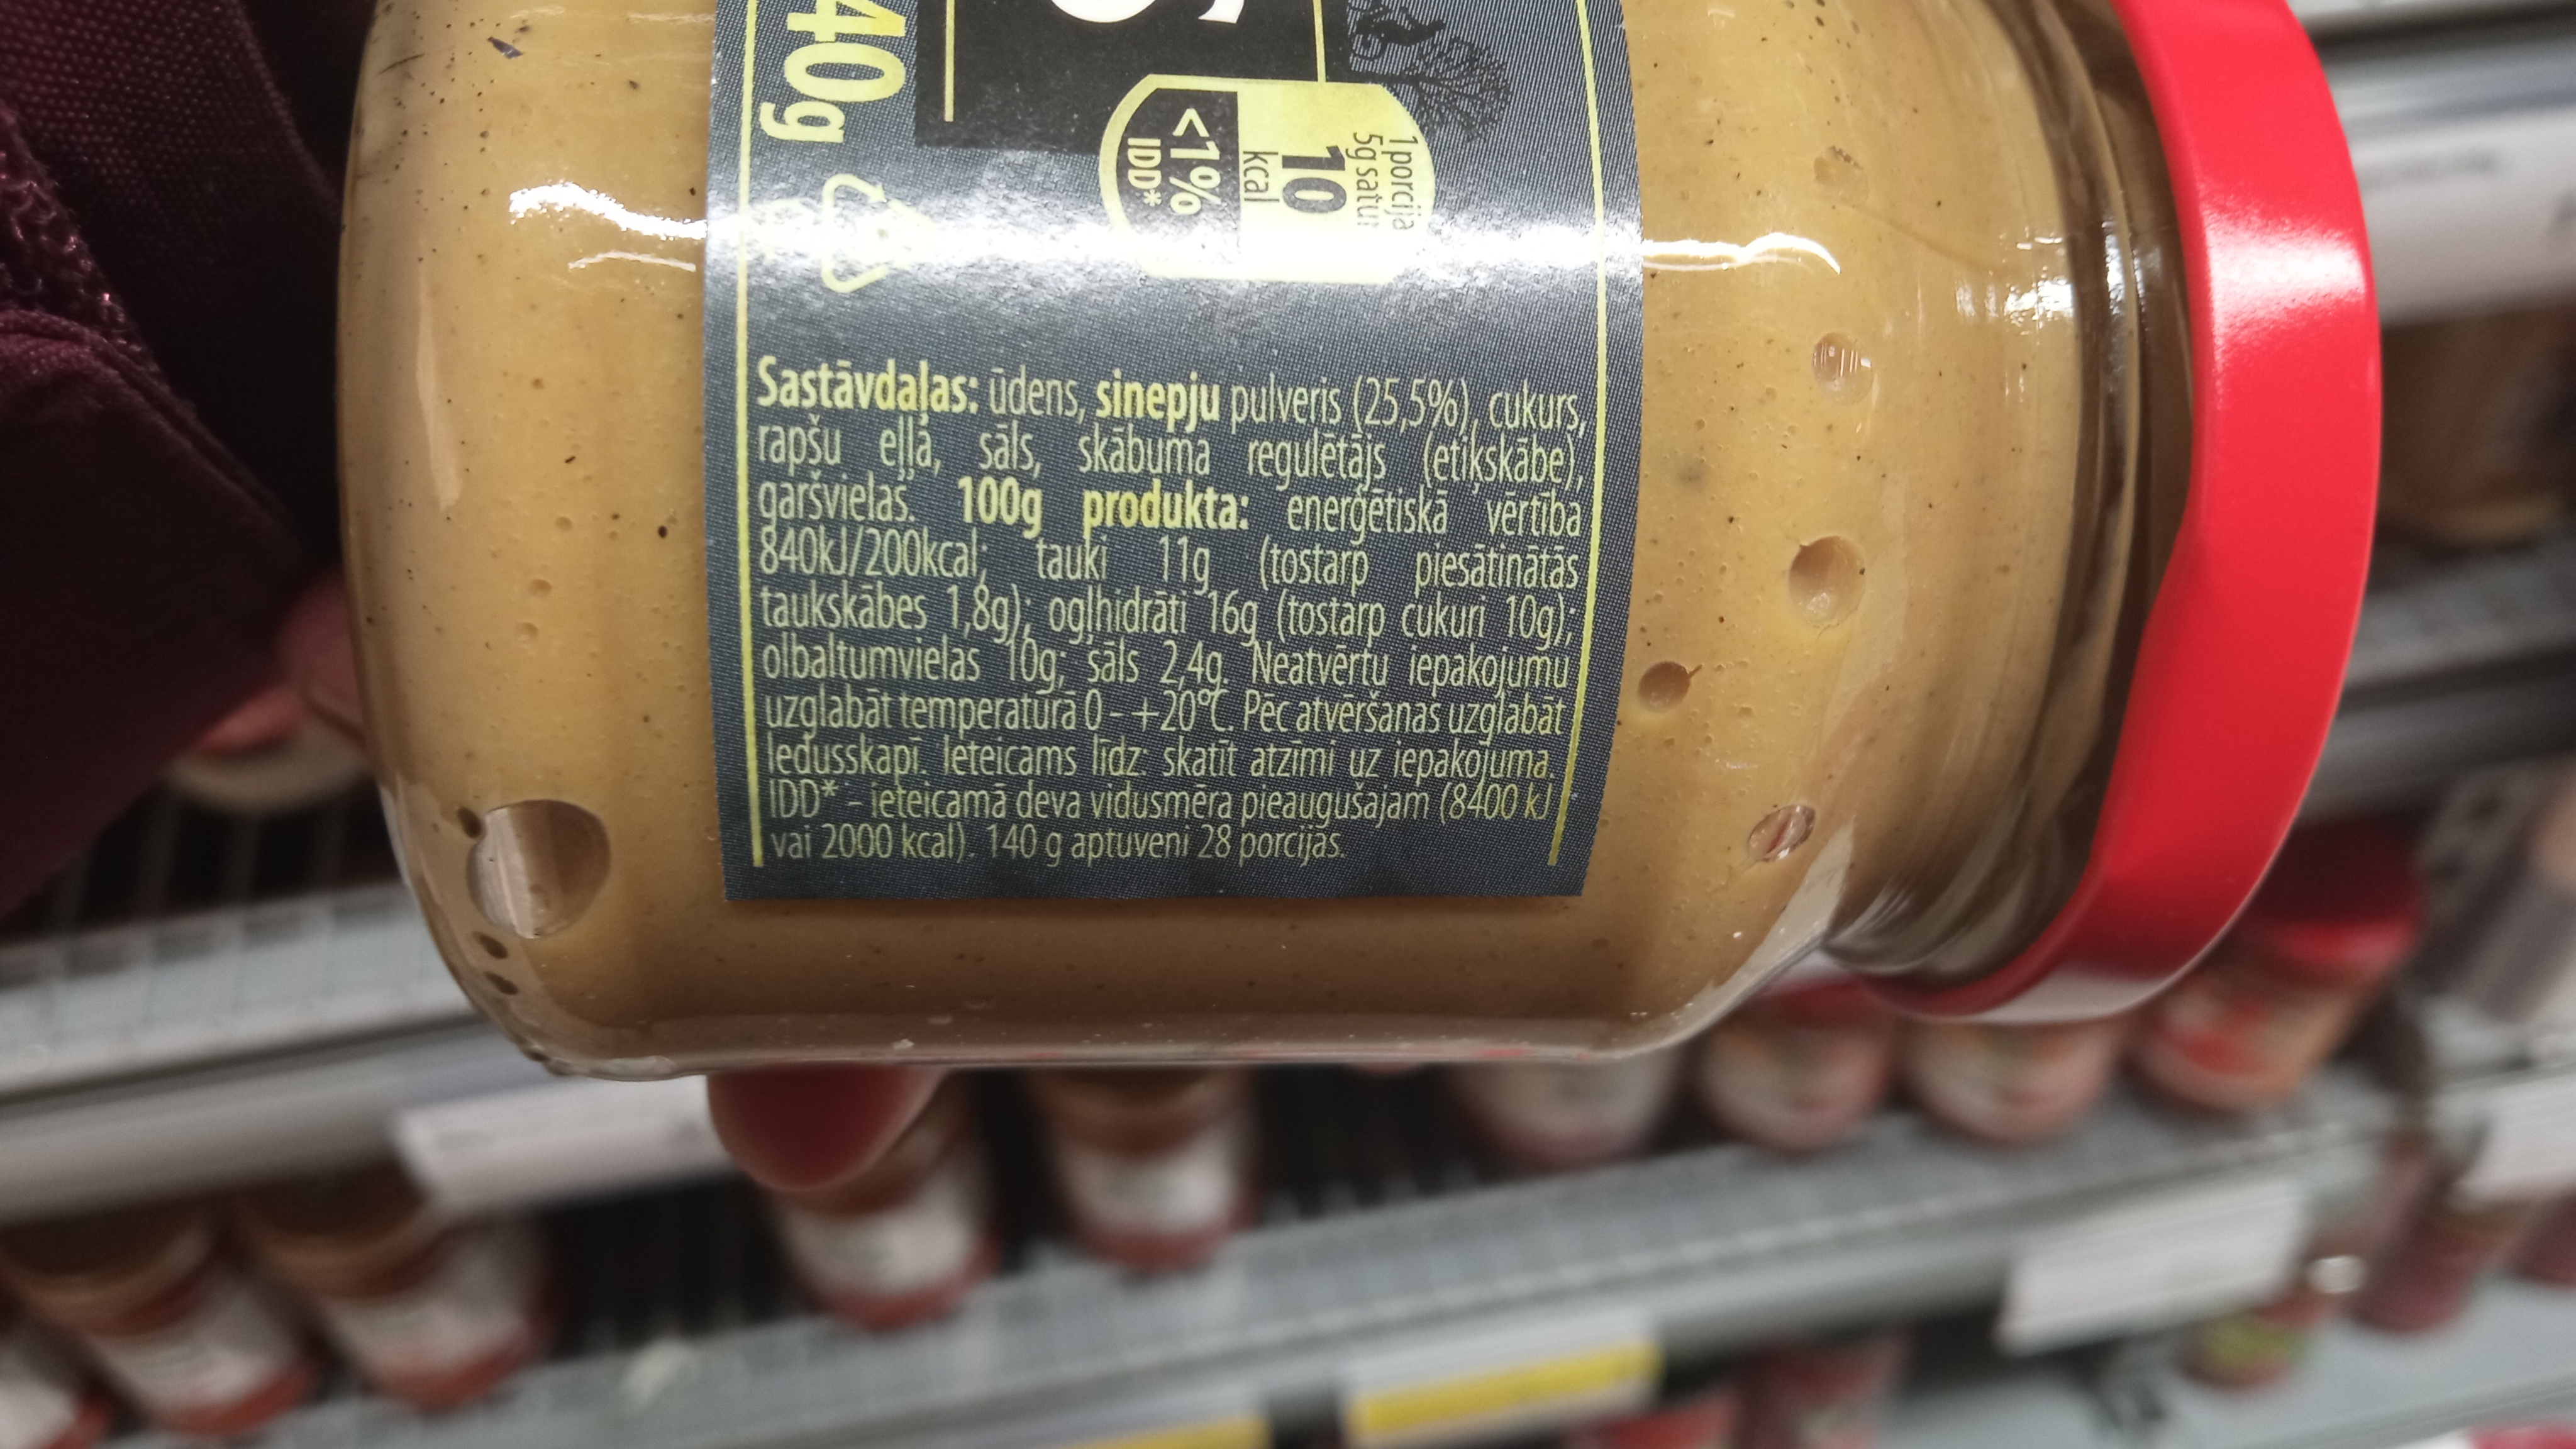 40g
1 porcija
5g satur
10
kcal
<1%
IDD*
Sastāvdaļas: ūdens, sinepju pulveris (25,5%), cukurs,
rapšu eļļa, sāls, skābuma regulētājs (etiķskābe),
garšvielas. 100g produkta: enerģētiskā vērtība
840kJ/200kcal; tauki 11g (tostarp piesātinātās
taukskābes 1,8g); ogļhidrāti 16g (tostarp cukuri 10g);
olbaltumvielas 10g; sāls 2,4g. Neatvērtu iepakojumu
uzglabāt temperatūrā 0 – +20°C. Pēc atvēršanas uzglabāt
ledusskapī. Ieteicams līdz: skatīt atzīmi uz iepakojuma.
IDD* - ieteicamā deva vidusmēra pieaugušajam (8400 kJ
vai 2000 kcal). 140 g aptuveni 28 porcijas.